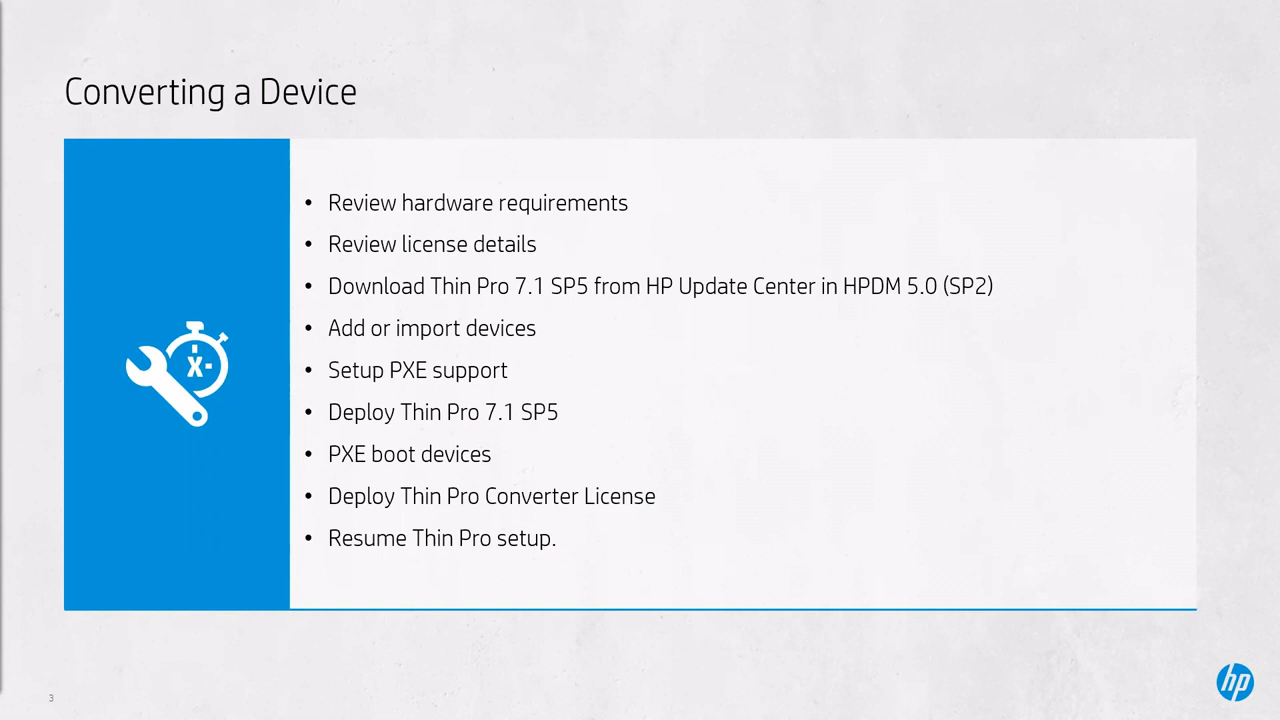 Converting a Device
• Review hardware requirements
• Review license details
• Download Thin Pro 7.1 SP5 from HP Update Center in HPDM 5.0 (SP2)
• Add or import devices
• Setup PXE support
• Deploy Thin Pro 7.1 SP5
• PXE boot devices
• Deploy Thin Pro Converter License
• Resume Thin Pro setup.
3
hp